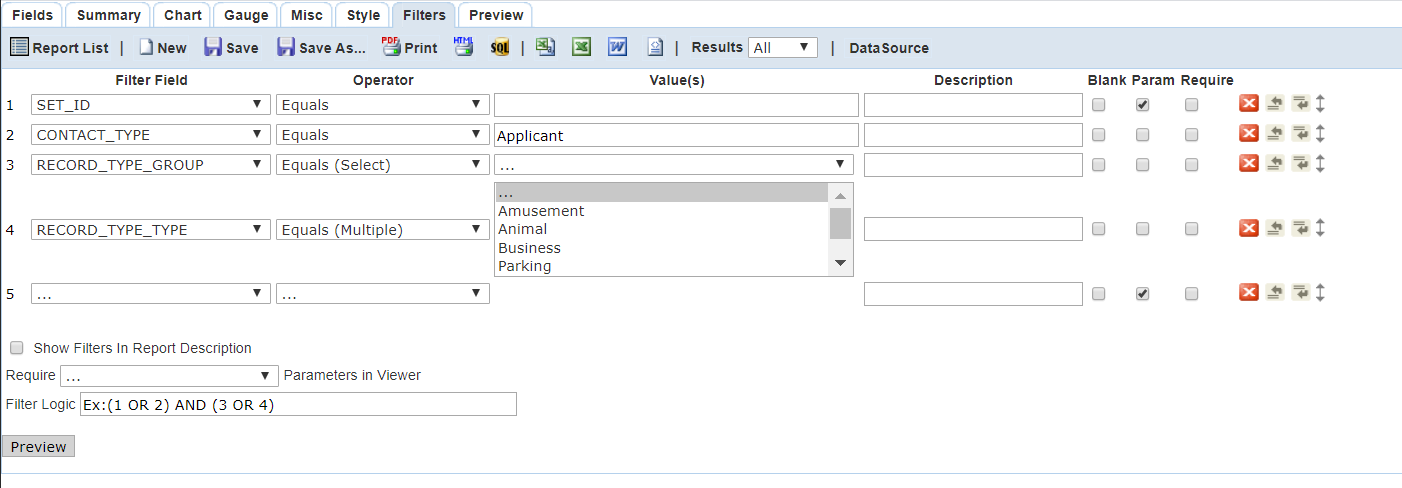 Fields Summary Chart Gauge Misc Style Filters Preview
Report List | New Save Save As... PDF Print HTML SQL | | Results All | DataSource
Filter Field Operator Value(s) Description Blank Param Require
1 SET_ID Equals
2 CONTACT_TYPE Equals Applicant
3 RECORD_TYPE_GROUP Equals (Select) ...
...
Amusement
4 RECORD_TYPE_TYPE Equals (Multiple) Animal
Business
Parking
5 ... ...
Show Filters In Report Description
Require ... Parameters in Viewer
Filter Logic Ex:(1 OR 2) AND (3 OR 4)
Preview